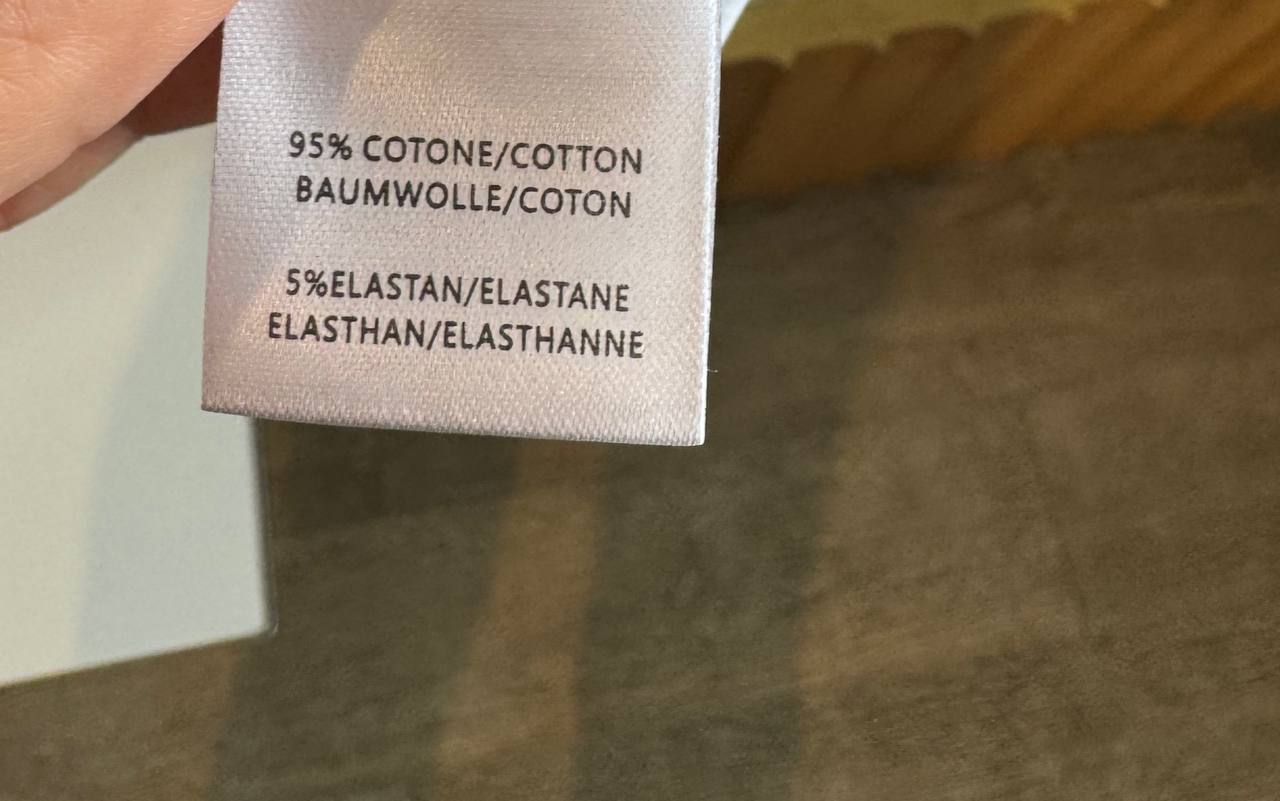 95% COTONE/COTTON
BAUMWOLLE/COTON
5%ELASTAN/ELASTANE
ELASTHAN/ELASTHANNE